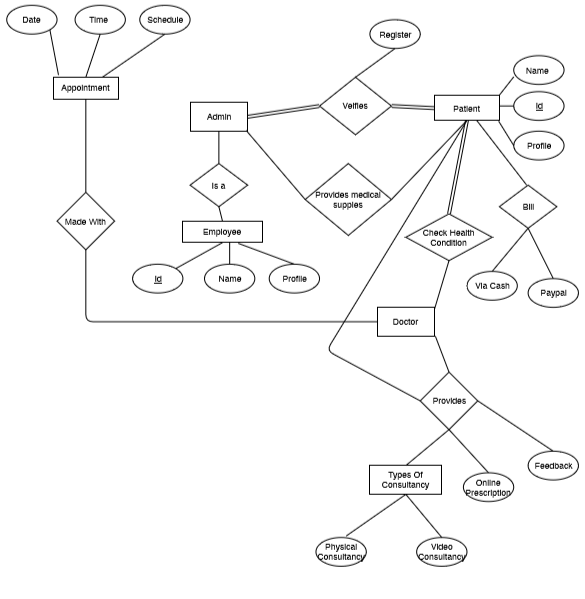 Date
Time
Schedule
Register
Name
Appointment
Id
Admin
Veifies
Patient
Profile
Is a
Provides medical
supples
Bill
Made With
Employee
Check Health
Condition
Id
Name
Profile
Via Cash
Paypal
Doctor
Provides
Feedback
Types Of
Consultancy
Online
Prescription
Physical
Consultancy
Video
Consultancy